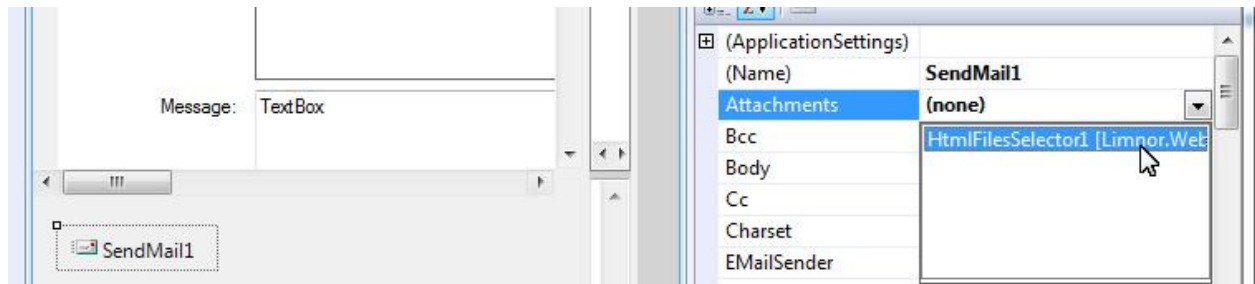 (ApplicationSettings)
(Name) SendMail1
Message: TextBox
Attachments (none)
Bcc HtmlFilesSelector1 [Limnor.Web
Body
Cc
Charset
SendMail1
EMailSender